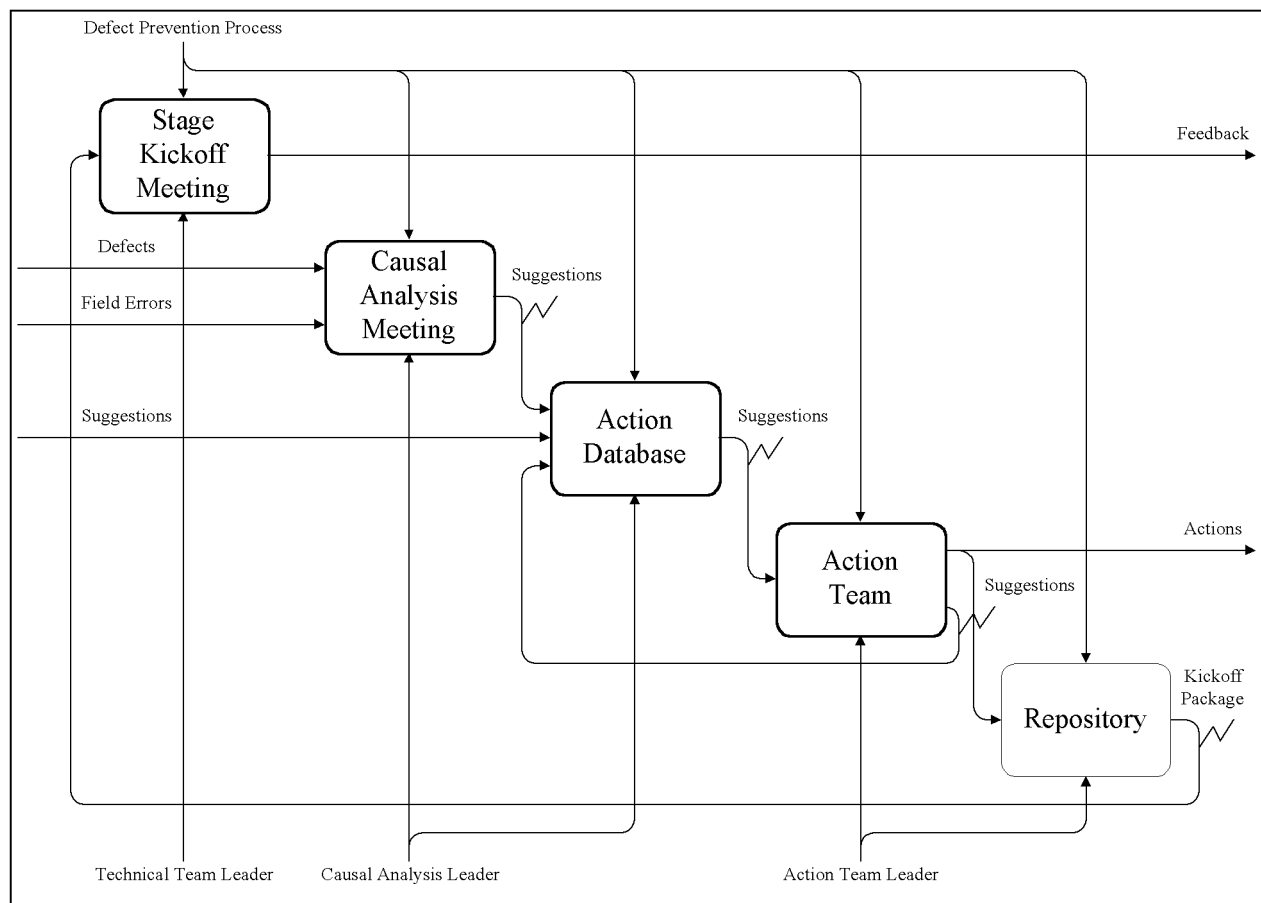 Defect Prevention Process
Stage
Kickoff
Meeting
Feedback
Defects
Causal
Analysis
Meeting
Suggestions
Field Errors
Suggestions
Action
Database
Suggestions
Actions
Action
Team
Suggestions
Kickoff
Package
Repository
Technical Team Leader
Causal Analysis Leader
Action Team Leader